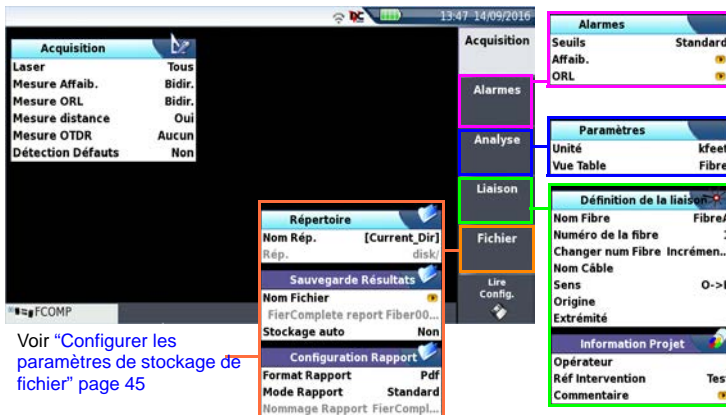 13:47 14/09/2016
Acquisition
Acquisition
Laser Tous
Mesure Affaib. Bidir.
Mesure ORL Bidir.
Mesure distance Oui
Mesure OTDR Aucun
Détection Défauts Non
Alarmes
Analyse
Liaison
Fichier
Lire
Config.
FCOMP
Alarmes
Seuils Standard
Affaib.
ORL
Paramètres
Unité kfeet
Vue Table Fibre
Définition de la liaison
Nom Fibre FibreA
Numéro de la fibre
Changer num Fibre Incrémen...
Nom Câble
Sens O->
Origine
Extrémité
Information Projet
Opérateur
Réf Intervention Test
Commentaire
Répertoire
Nom Rép. [Current_Dir]
Rép. disk/
Sauvegarde Résultats
Nom Fichier
FierComplete report Fiber00...
Stockage auto Non
Configuration Rapport
Format Rapport Pdf
Mode Rapport Standard
Nommage Rapport FierCompl...
Voir “Configurer les
paramètres de stockage de
fichier” page 45